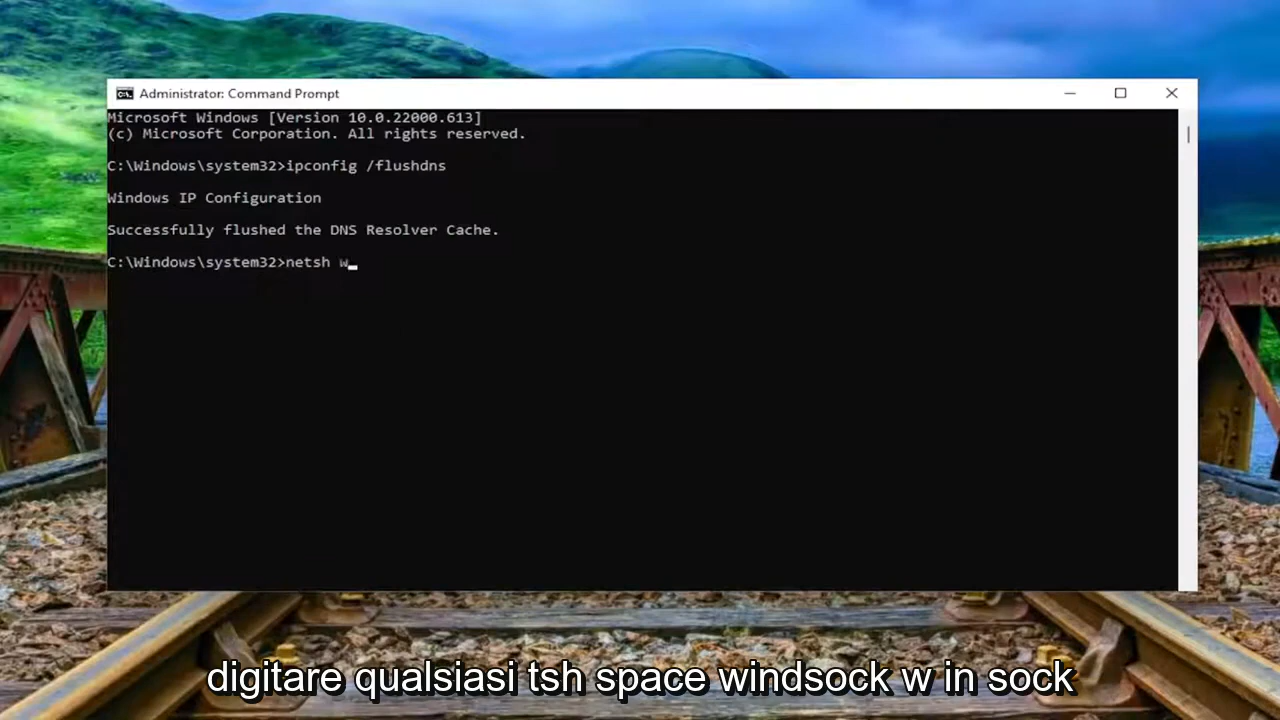 Administrator: Command Prompt
Microsoft Windows [Version 10.0.22000.613]
(c) Microsoft Corporation. All rights reserved.
C:\Windows\system32>ipconfig /flushdns
Windows IP Configuration
Successfully flushed the DNS Resolver Cache.
C:\Windows\system32>netsh w_
digitare qualsiasi tsh space windsock w in sock